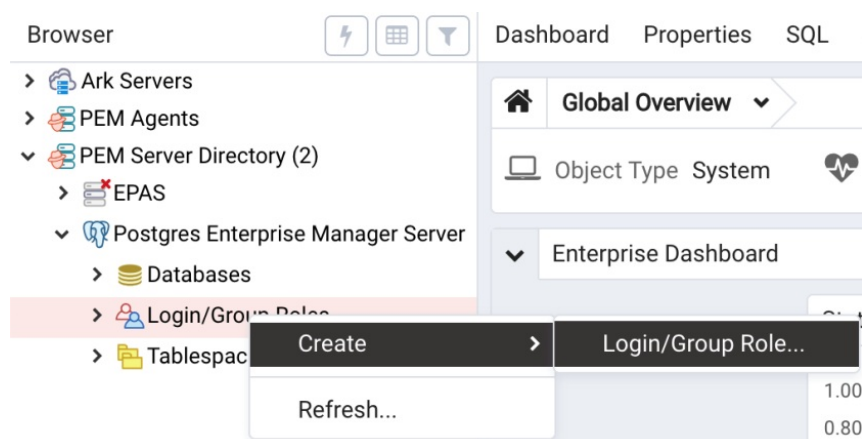 Browser
Dashboard Properties SQL
Ark Servers
PEM Agents
PEM Server Directory (2)
EPAS
Postgres Enterprise Manager Server
Databases
Login/Group Roles
Tablespac
Global Overview
Object Type System
Enterprise Dashboard
Create
Login/Group Role...
Refresh...
1.00
0.80